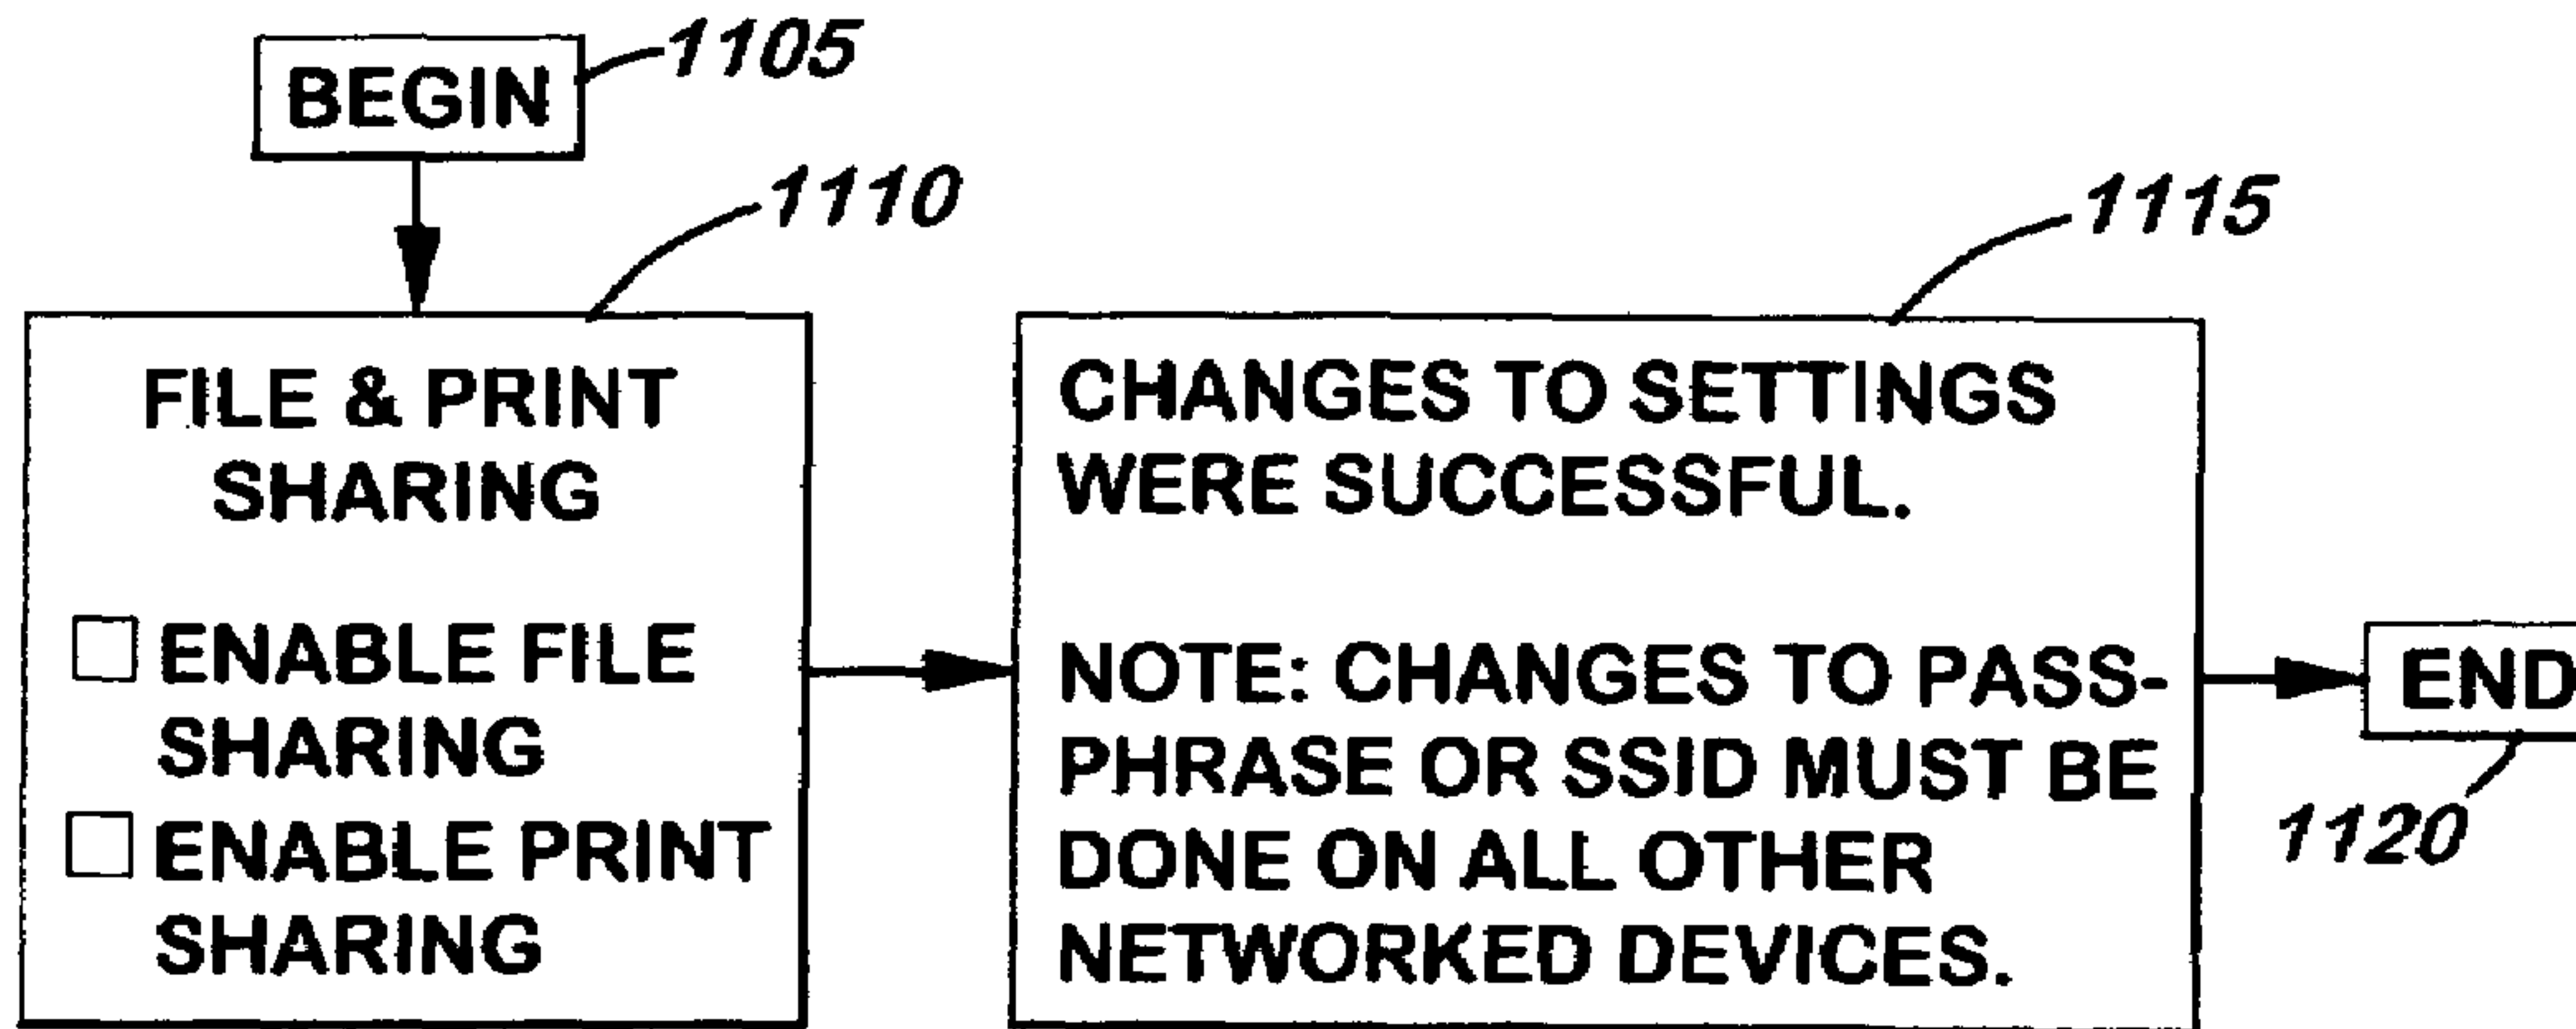 BEGIN
1105
1110
FILE & PRINT
SHARING
ENABLE FILE
SHARING
ENABLE PRINT
SHARING
1115
CHANGES TO SETTINGS
WERE SUCCESSFUL.
NOTE: CHANGES TO PASS-
PHRASE OR SSID MUST BE
DONE ON ALL OTHER
NETWORKED DEVICES.
END
1120